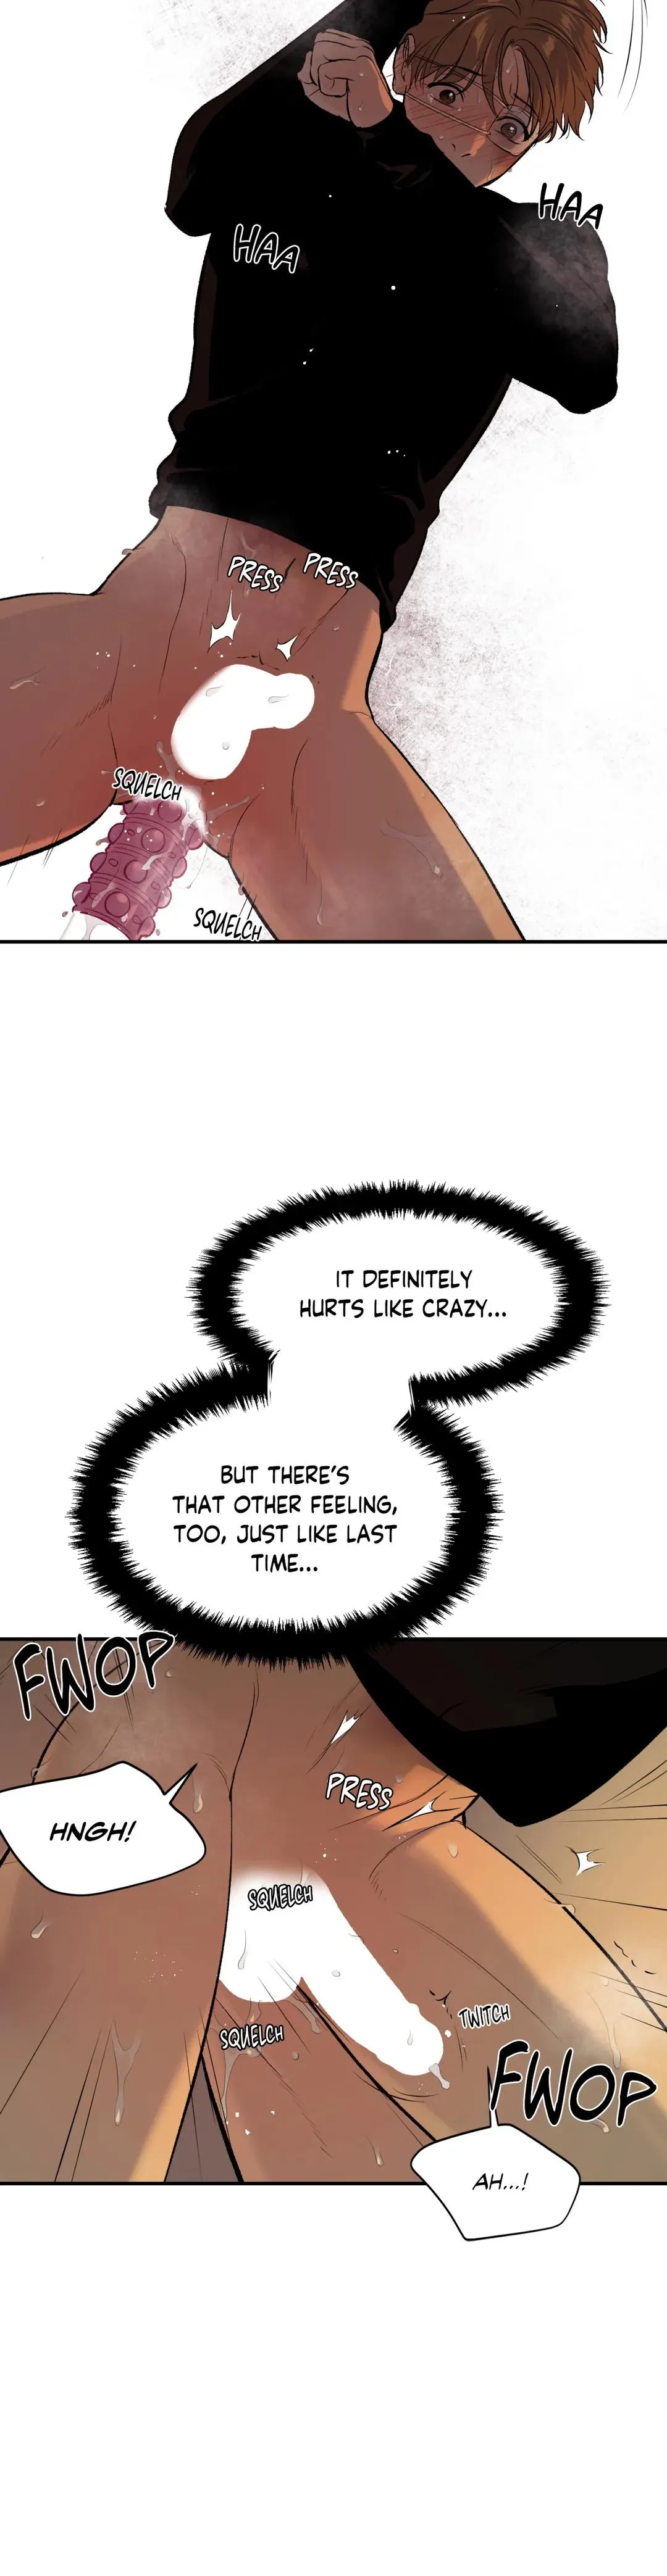 HAA
HAA
PRESS
PRESS
SQUELCH
SQUELCH
IT DEFINITELY
HURTS LIKE CRAZY...
BUT THERE'S
THAT OTHER FEELING,
TOO, JUST LIKE LAST
TIME...
FWOP
PRESS
HNGH!
SQUELCH
TWITCH
SQUELCH
FWOP
AH...!